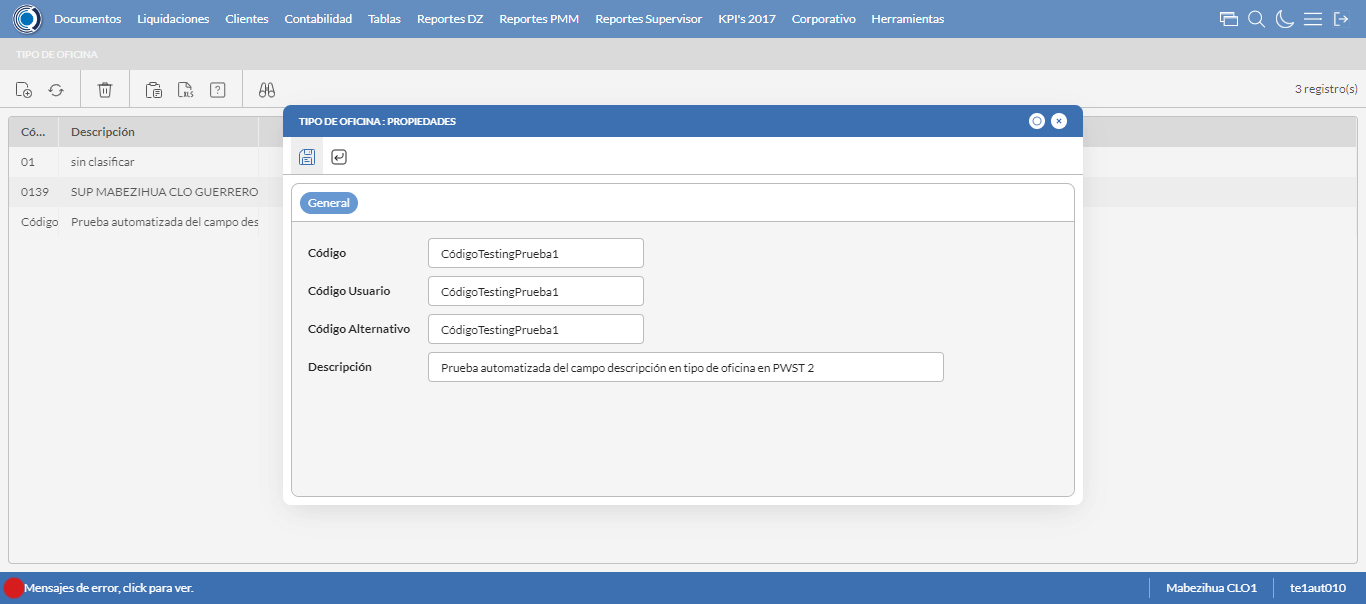 Documentos Liquidaciones Clientes Contabilidad Tablas Reportes DZ Reportes PMM Reportes Supervisor KPI's 2017 Corporativo Herramientas
TIPO DE OFICINA
XLS ? 3 registro(s)
Có... Descripción
01 sin clasificar
0139 SUP MABEZIHUA CLO GUERRERO
Código Prueba automatizada del campo des
TIPO DE OFICINA : PROPIEDADES
General
Código CódigoTestingPrueba1
Código Usuario CódigoTestingPrueba1
Código Alternativo CódigoTestingPrueba1
Descripción Prueba automatizada del campo descripción en tipo de oficina en PWST 2
Mensajes de error, click para ver. Mabezihua CLO1 te1aut010